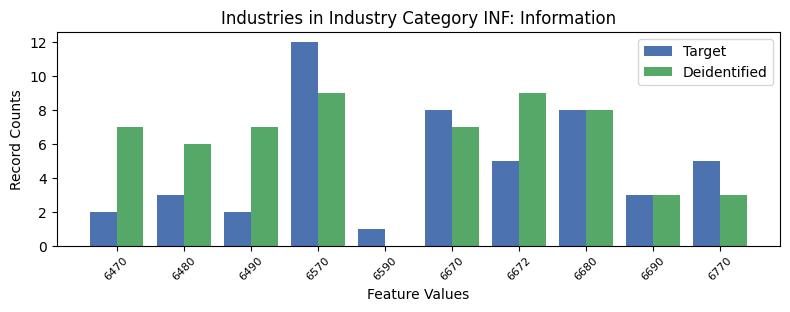 Industries in Industry Category INF: Information
Target
Deidentified
Record Counts
12
10
8
6
4
2
0
6470 6480 6490 6570 6590 6670 6672 6680 6690 6770
Feature Values